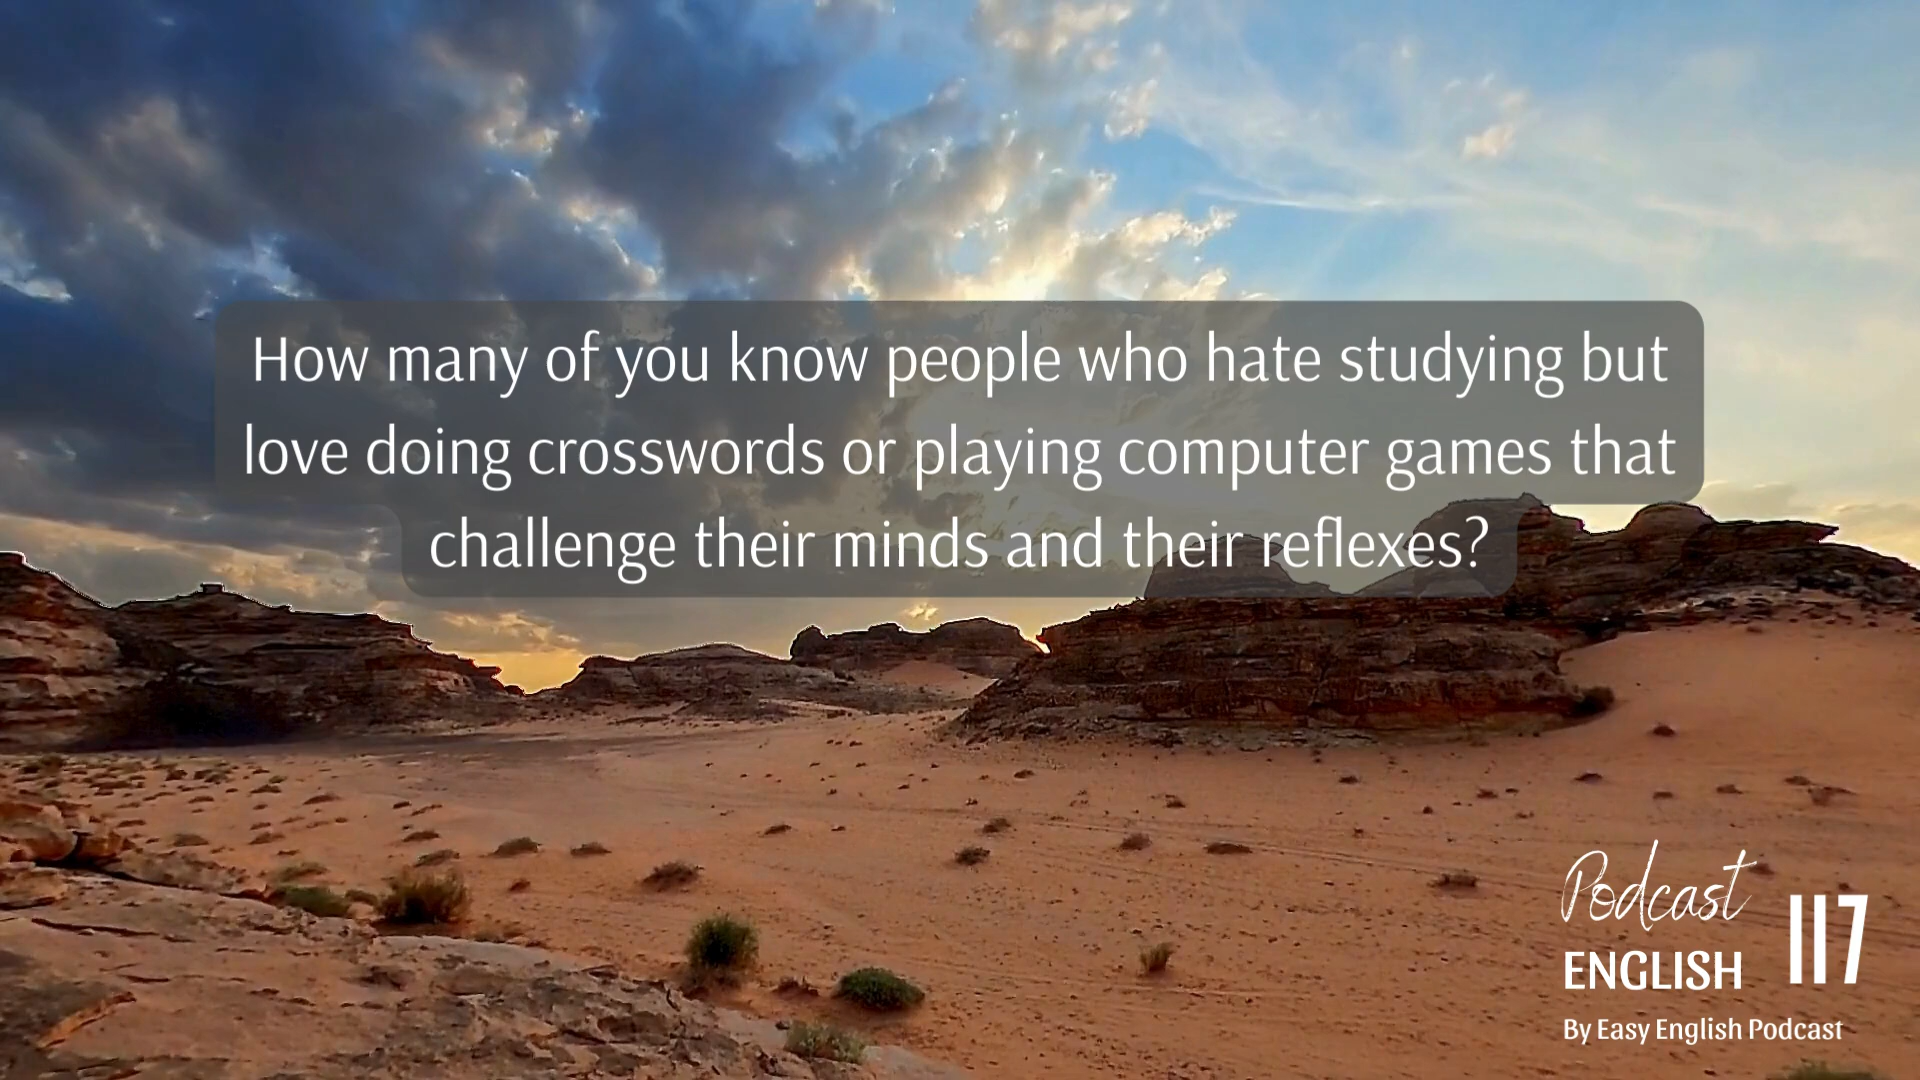 How many of you know people who hate studying but
love doing crosswords or playing computer games that
challenge their minds and their reflexes?
Podcast
ENGLISH 117
By Easy English Podcast